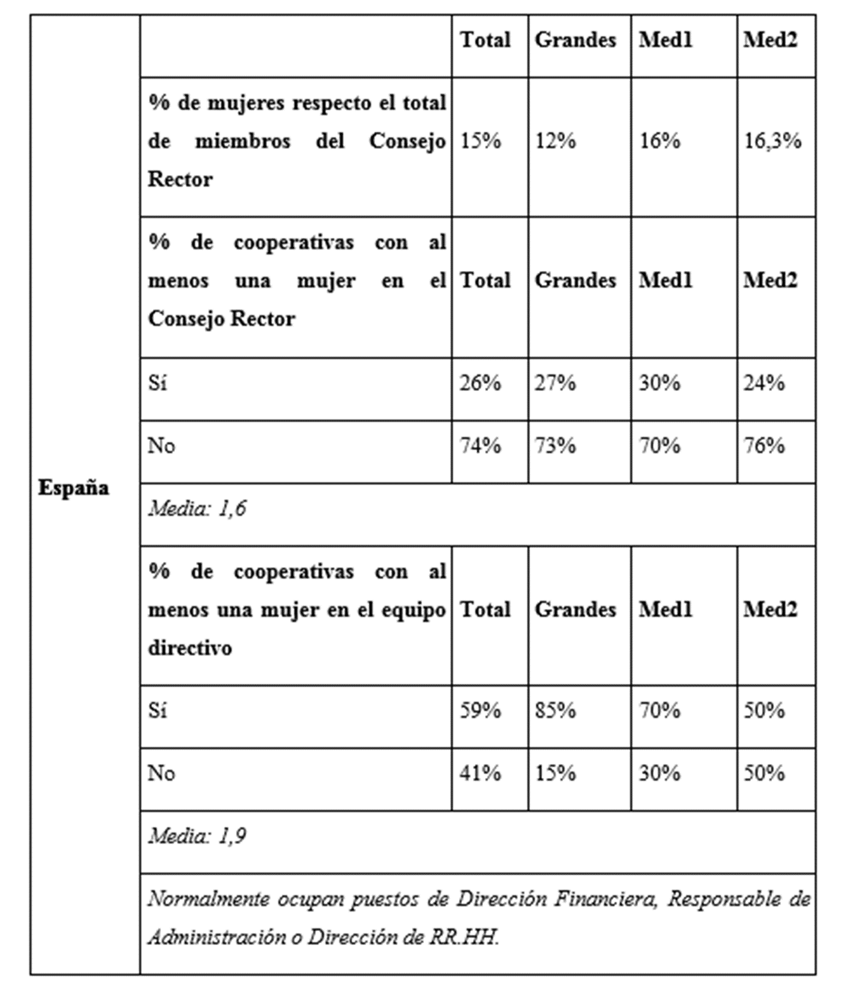 Total Grandes Med1 Med2
% de mujeres respecto el total
de miembros del Consejo
Rector
15% 12% 16% 16,3%
% de cooperativas con al
menos una mujer en el
Consejo Rector
Total Grandes Med1 Med2
Sí 26% 27% 30% 24%
No 74% 73% 70% 76%
España
Media: 1,6
% de cooperativas con al
menos una mujer en el equipo
directivo
Total Grandes Med1 Med2
Sí 59% 85% 70% 50%
No 41% 15% 30% 50%
Media: 1,9
Normalmente ocupan puestos de Dirección Financiera, Responsable de
Administración o Dirección de RR.HH.